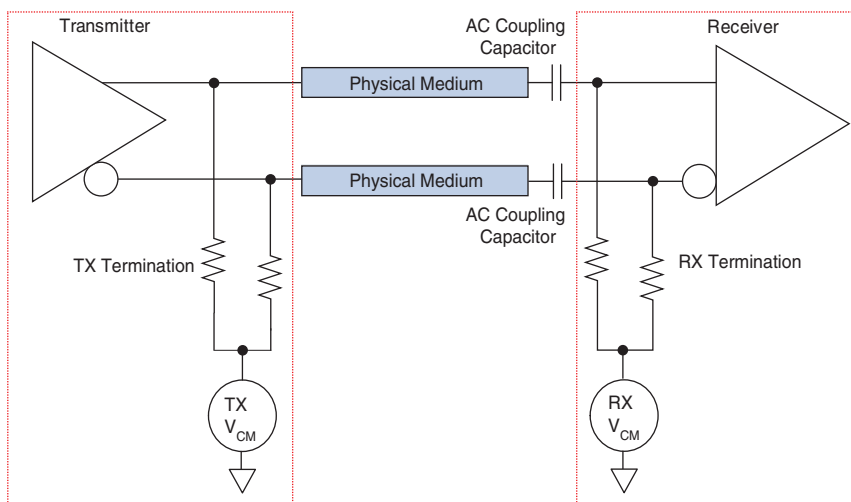 Transmitter
AC Coupling
Capacitor
Receiver
Physical Medium
Physical Medium
AC Coupling
Capacitor
TX Termination
RX Termination
TX
VCM
RX
VCM